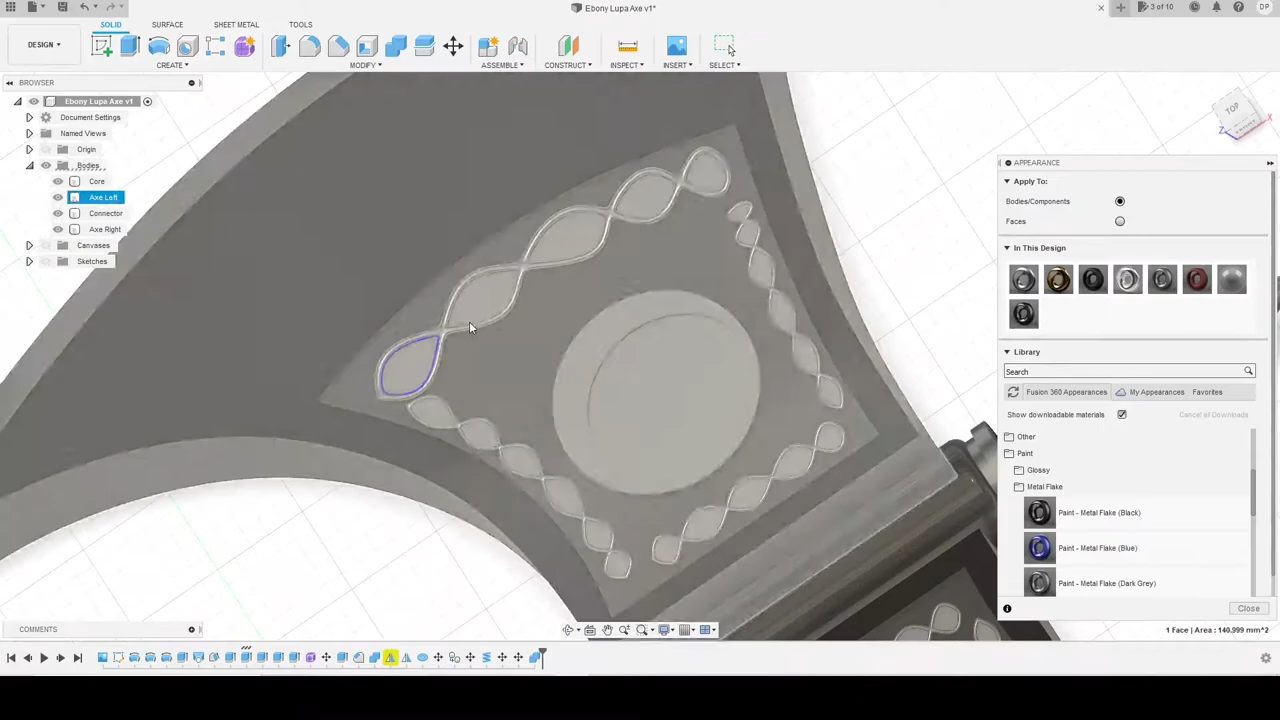 Ebony Lupa Axe v1*
3 of 10
DP
SOLID
SURFACE
SHEET METAL
TOOLS
DESIGN
CREATE
MODIFY
ASSEMBLE
CONSTRUCT
INSPECT
INSERT
SELECT
BROWSER
Ebony Lupa Axe v1
Document Settings
Named Views
Origin
Bodies
Core
Axe Left
Connector
Axe Right
Canvases
Sketches
TOP
X
Z
APPEARANCE
Apply To:
Bodies/Components
Faces
In This Design
Library
Search
Fusion 360 Appearances
My Appearances
Favorites
Show downloadable materials
Cancel all Downloads
Other
Paint
Glossy
Metal Flake
Paint - Metal Flake (Black)
Paint - Metal Flake (Blue)
Paint - Metal Flake (Dark Grey)
Close
COMMENTS
1 Face | Area : 140.999 mm^2